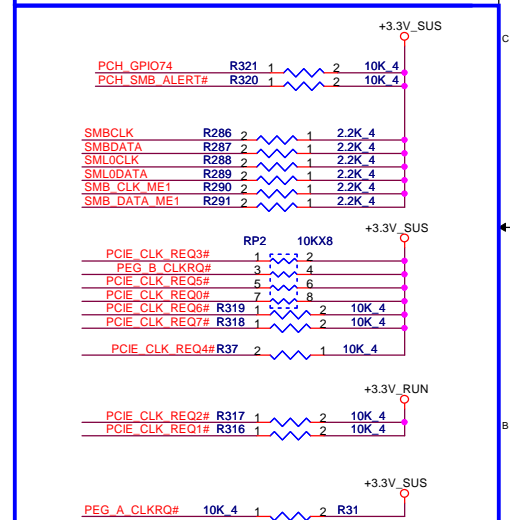 +3.3V_SUS
C
PCH_GPIO74 R321 1 2 10K_4
PCH_SMB_ALERT# R320 1 2 10K_4
SMBCLK R286 2 1 2.2K_4
SMBDATA R287 2 1 2.2K_4
SML0CLK R288 2 1 2.2K_4
SML0DATA R289 2 1 2.2K_4
SMB_CLK_ME1 R290 2 1 2.2K_4
SMB_DATA_ME1 R291 2 1 2.2K_4
+3.3V_SUS
RP2 10KX8
PCIE_CLK_REQ3# 1 2
PEG_B_CLKRQ# 3 4
PCIE_CLK_REQ5# 5 6
PCIE_CLK_REQ0# 7 8
PCIE_CLK_REQ6# R319 1 2 10K_4
PCIE_CLK_REQ7# R318 1 2 10K_4
PCIE_CLK_REQ4# R37 2 1 10K_4
+3.3V_RUN
PCIE_CLK_REQ2# R317 1 2 10K_4
B
PCIE_CLK_REQ1# R316 1 2 10K_4
+3.3V_SUS
PEG_A_CLKRQ# 10K_4 1 2 R31